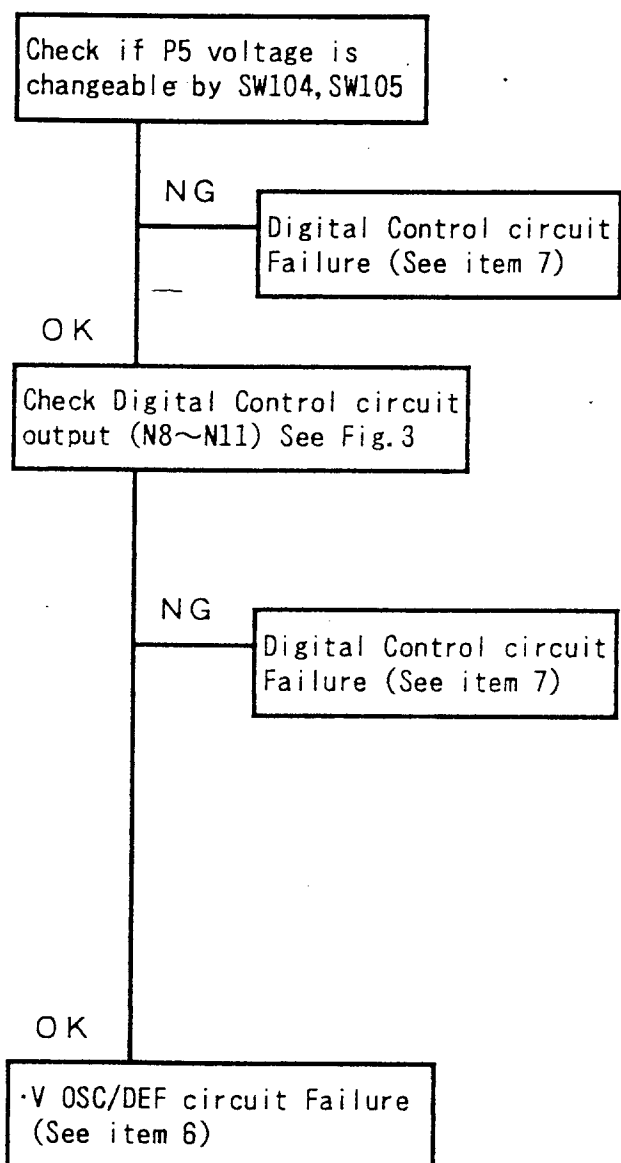 Check if P5 voltage is
changeable by SW104,SW105
NG
Digital Control circuit
Failure (See item 7)
OK
Check Digital Control circuit
output (N8~N11) See Fig.3
NG
Digital Control circuit
Failure (See item 7)
OK
·V OSC/DEF circuit Failure
(See item 6)